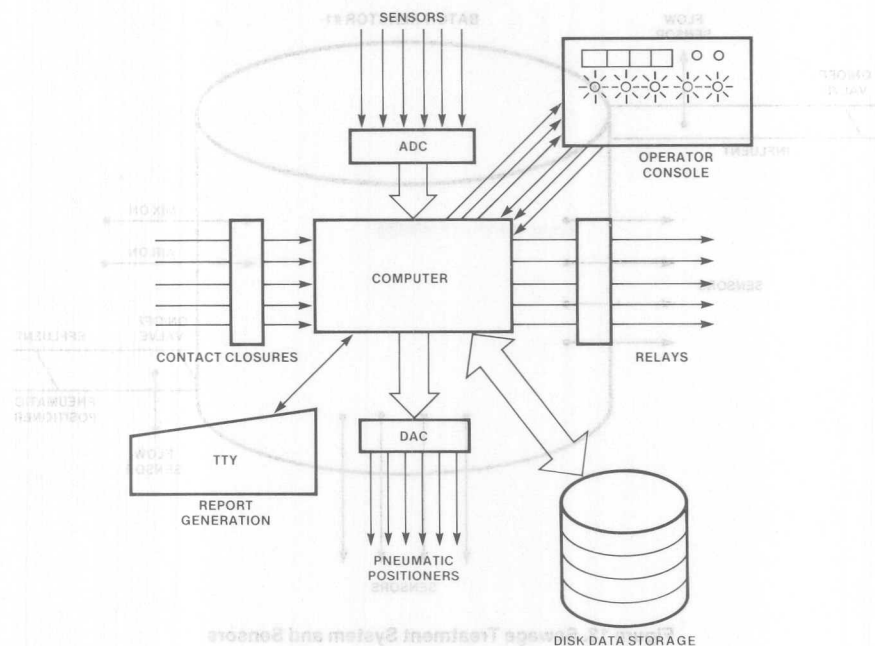 SENSORS
ADC
OPERATOR
CONSOLE
COMPUTER
CONTACT CLOSURES
RELAYS
TTY
REPORT
GENERATION
DAC
PNEUMATIC
POSITIONERS
DISK DATA STORAGE